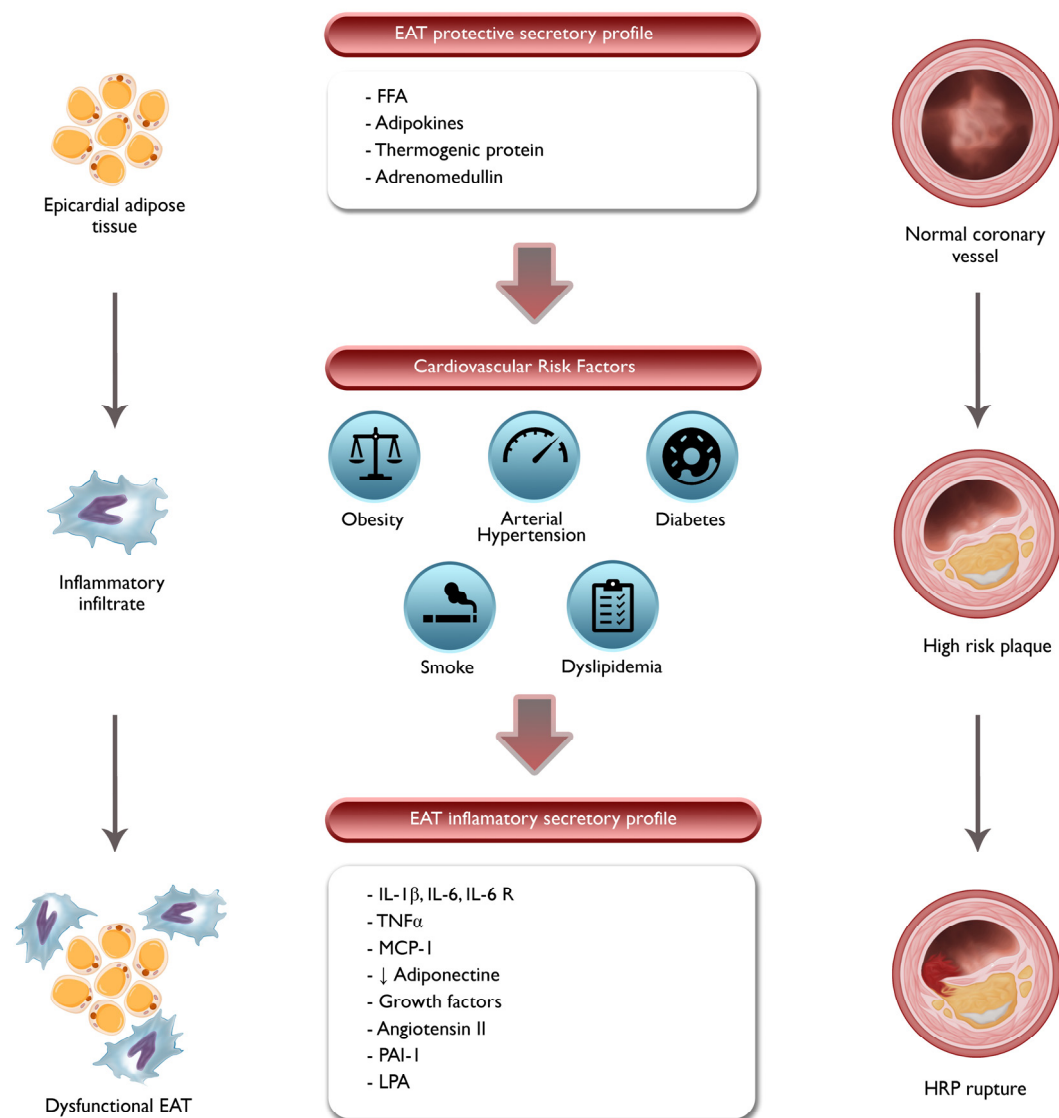 EAT protective secretory profile
- FFA
- Adipokines
- Thermogenic protein
- Adrenomedullin
Epicardial adipose
tissue
Normal coronary
vessel
Cardiovascular Risk Factors
Obesity
Arterial
Hypertension
Diabetes
Smoke
Dyslipidemia
Inflammatory
infiltrate
High risk plaque
EAT inflamatory secretory profile
- IL-1β, IL-6, IL-6 R
- TNFα
- MCP-1
- ↓ Adiponectine
- Growth factors
- Angiotensin II
- PAI-1
- LPA
Dysfunctional EAT
HRP rupture